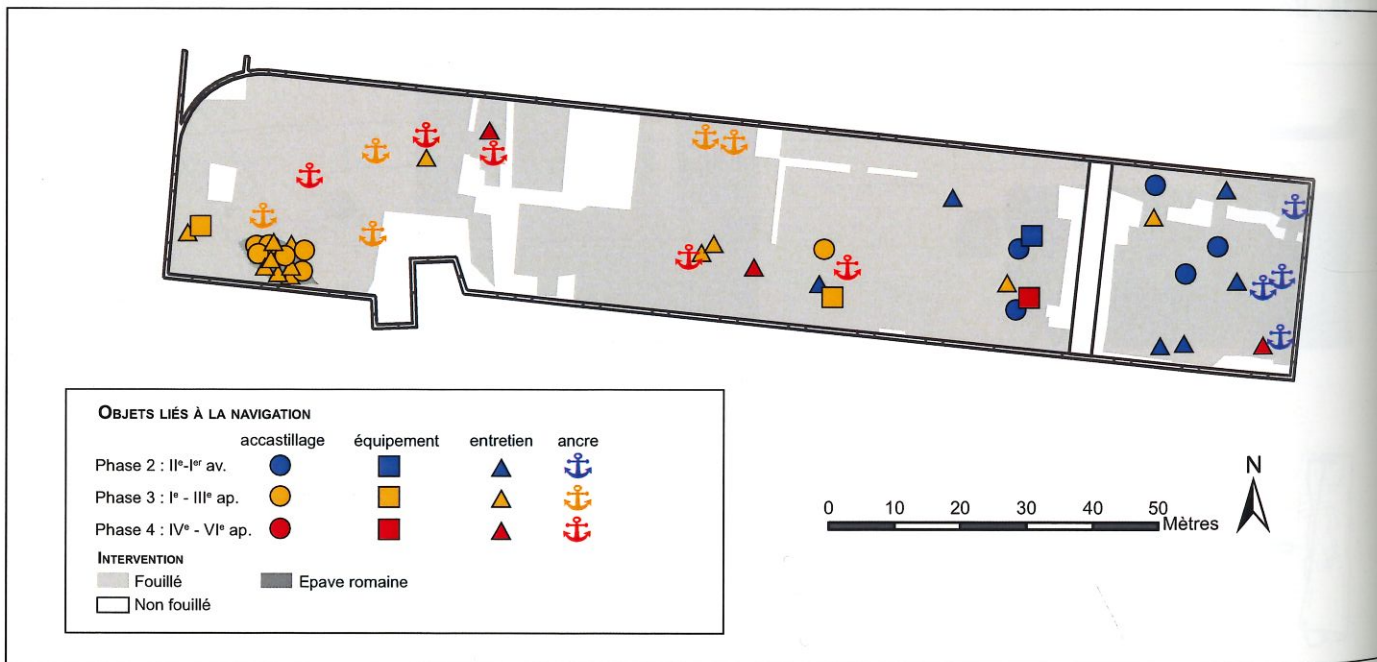 OBJETS LIÉS À LA NAVIGATION
accastillage équipement entretien ancre
Phase 2 : IIe-Ier av.
Phase 3 : Ie - IIIe ap.
Phase 4 : IVe - VIe ap.
INTERVENTION
Fouillé Epave romaine
Non fouillé
N
0 10 20 30 40 50
Mètres